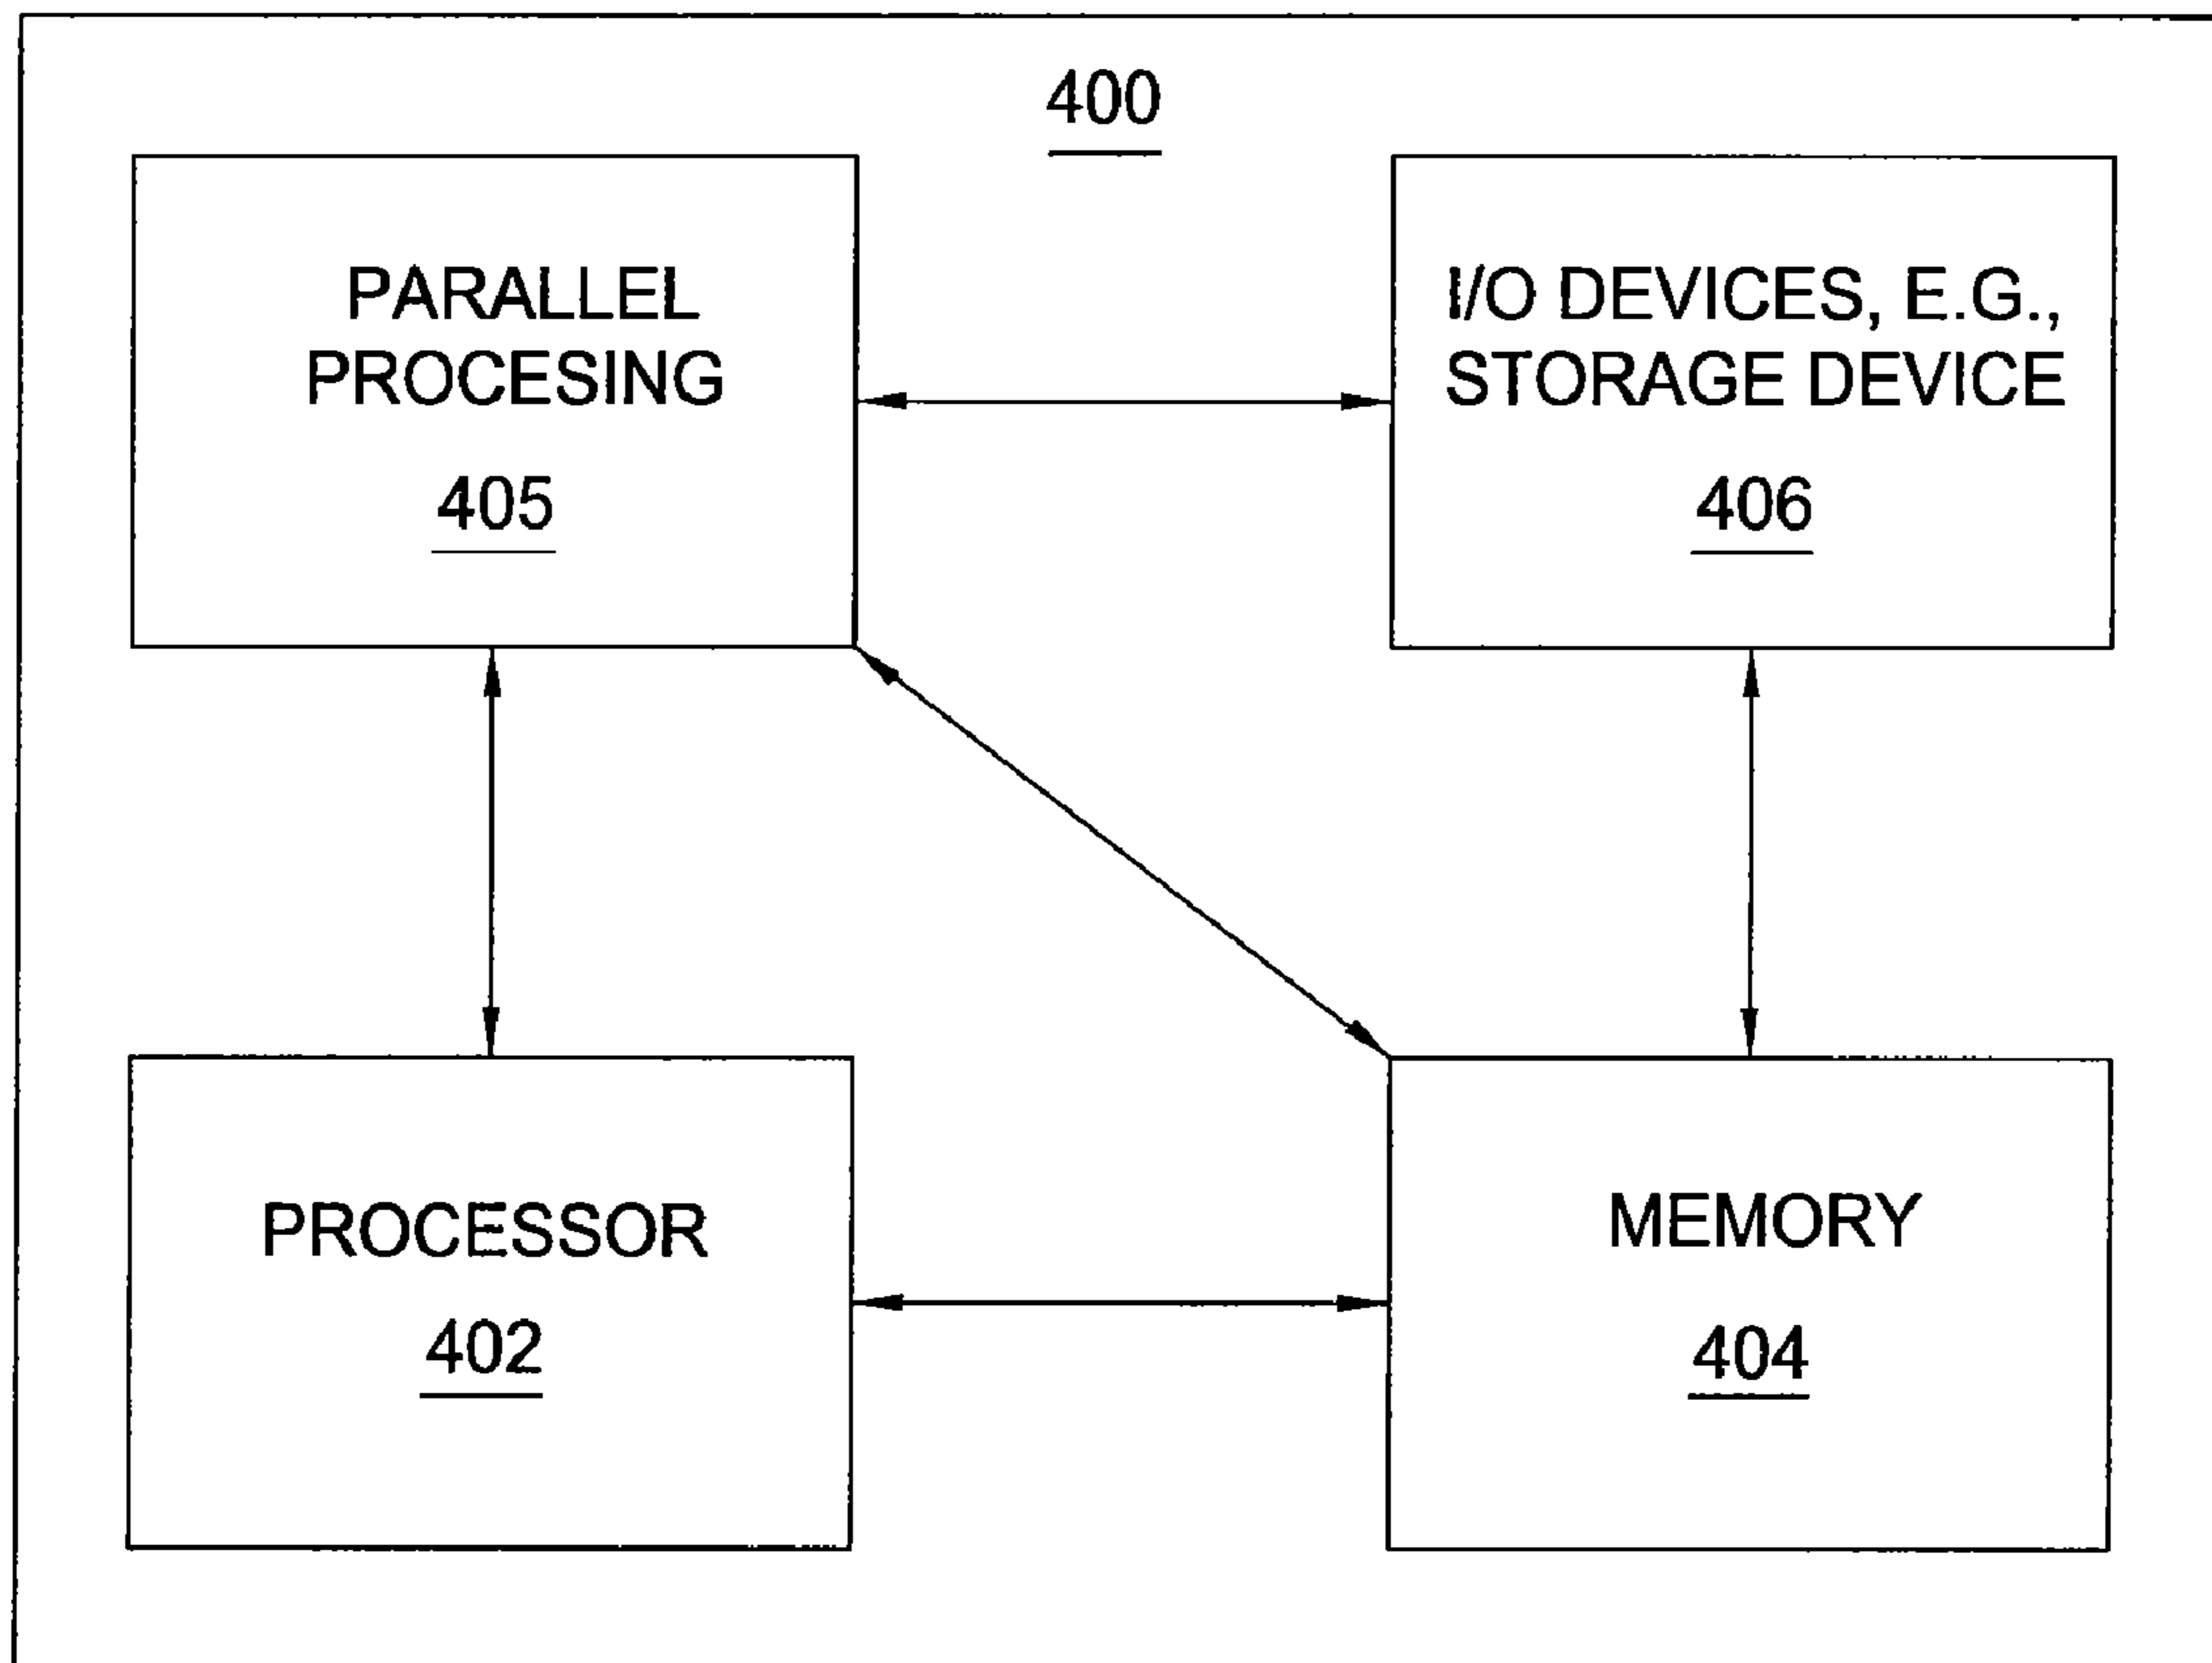 400
PARALLEL
PROCESING
405
I/O DEVICES, E.G.,
STORAGE DEVICE
406
PROCESSOR
402
MEMORY
404